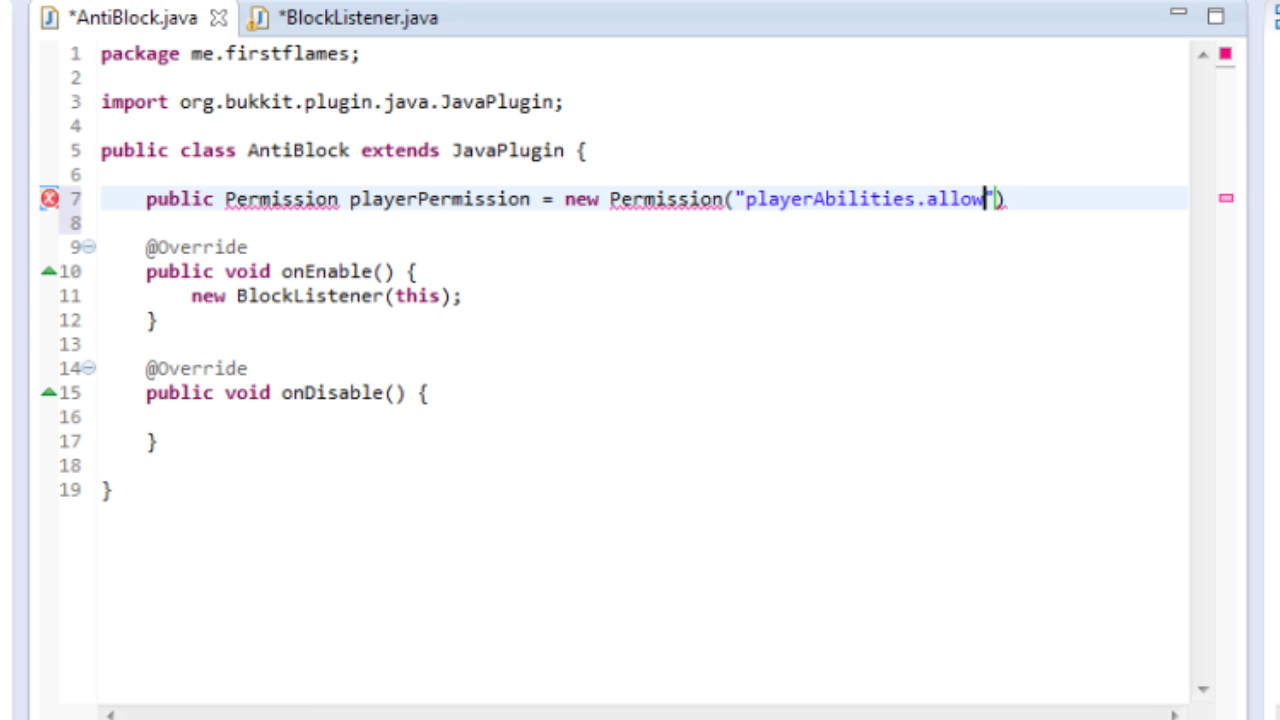 *AntiBlock.java
*BlockListener.java
1 package me.firstflames;
2
3 import org.bukkit.plugin.java.JavaPlugin;
4
5 public class AntiBlock extends JavaPlugin {
6
7 public Permission playerPermission = new Permission("playerAbilities.allow")
8
9 @Override
10 public void onEnable() {
11 new BlockListener(this);
12 }
13
14 @Override
15 public void onDisable() {
16
17 }
18
19 }